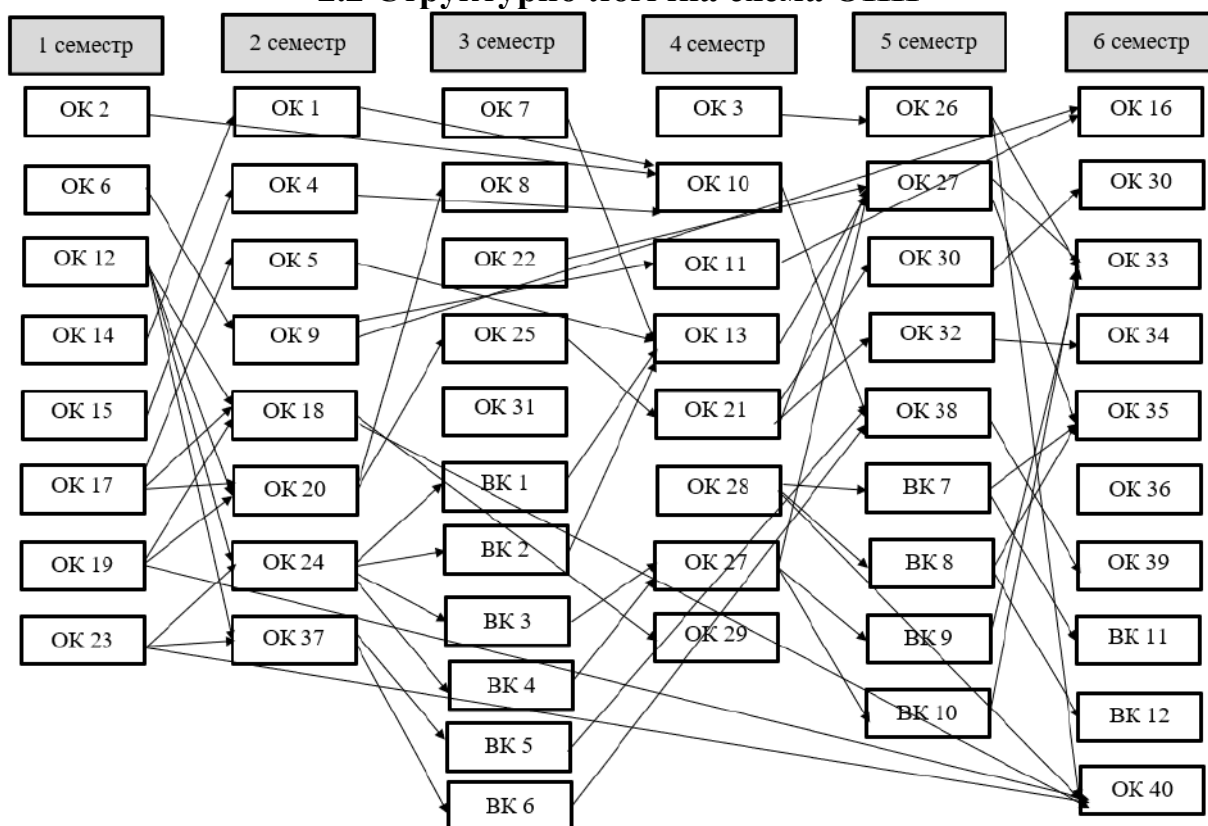 1 семестр
2 семестр
3 семестр
4 семестр
5 семестр
6 семестр
ОК 2
ОК 1
ОК 7
ОК 3
ОК 26
ОК 16
ОК 6
ОК 4
ОК 8
ОК 10
ОК 27
ОК 30
ОК 12
ОК 5
ОК 22
ОК 11
ОК 30
ОК 33
ОК 14
ОК 9
ОК 25
ОК 13
ОК 32
ОК 34
ОК 15
ОК 18
ОК 31
ОК 21
ОК 38
ОК 35
ОК 17
ОК 20
ВК 1
ОК 28
ВК 7
ОК 36
ОК 19
ОК 24
ВК 2
ОК 27
ВК 8
ОК 39
ОК 23
ОК 37
ВК 3
ОК 29
ВК 9
ВК 11
ВК 4
ВК 10
ВК 12
ВК 5
ОК 40
ВК 6